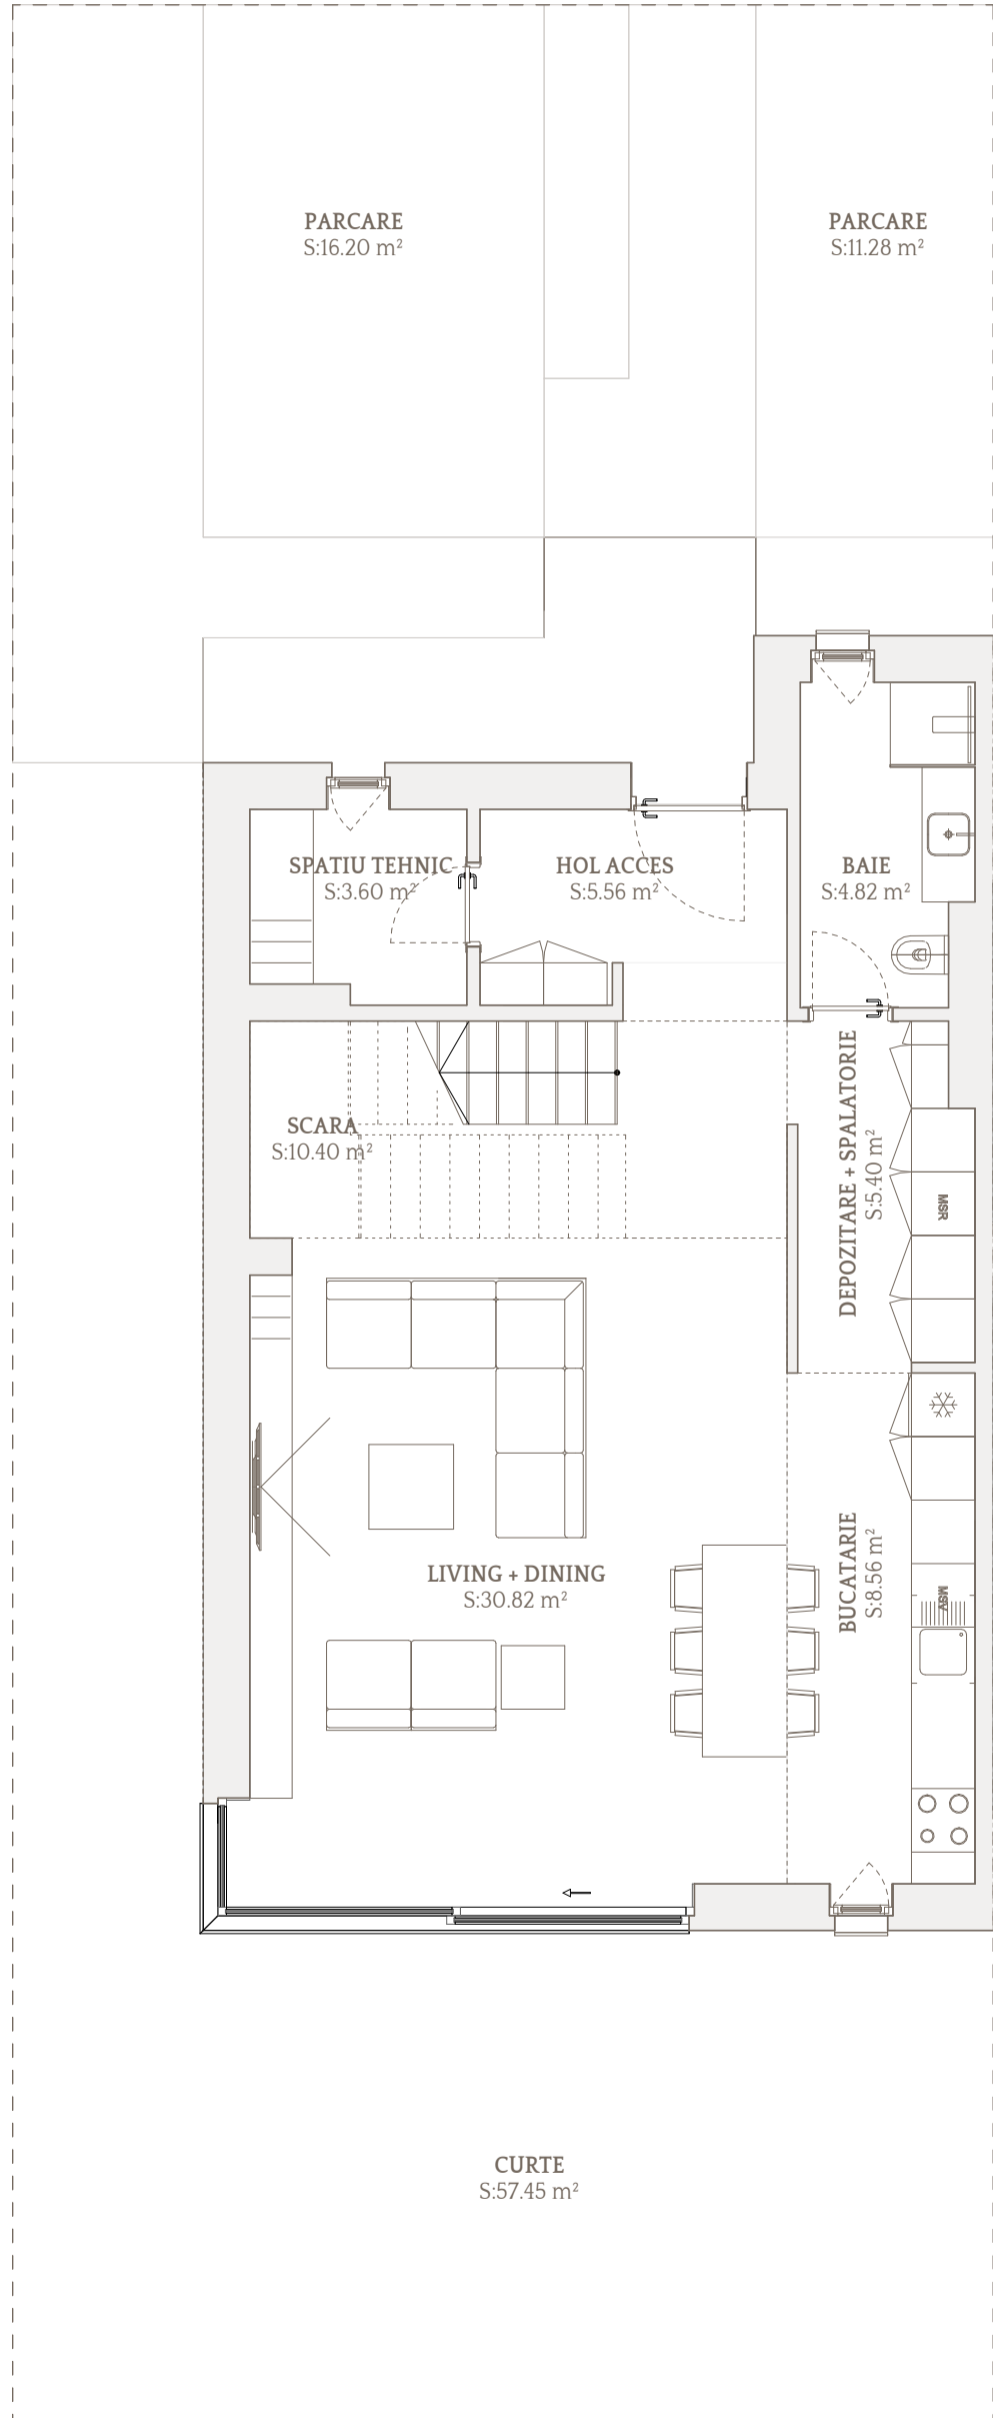 PARCARE
S:16.20 m²
PARCARE
S:11.28 m²
SPATIU TEHNIC
S:3.60 m²
HOL ACCES
S:5.56 m²
BAIE
S:4.82 m²
SCARA
S:10.40 m²
DEPOZITARE + SPALATORIE
S:5.40 m²
MSR
LIVING + DINING
S:30.82 m²
BUCATARIE
S:8.56 m²
MSV
CURTE
S:57.45 m²